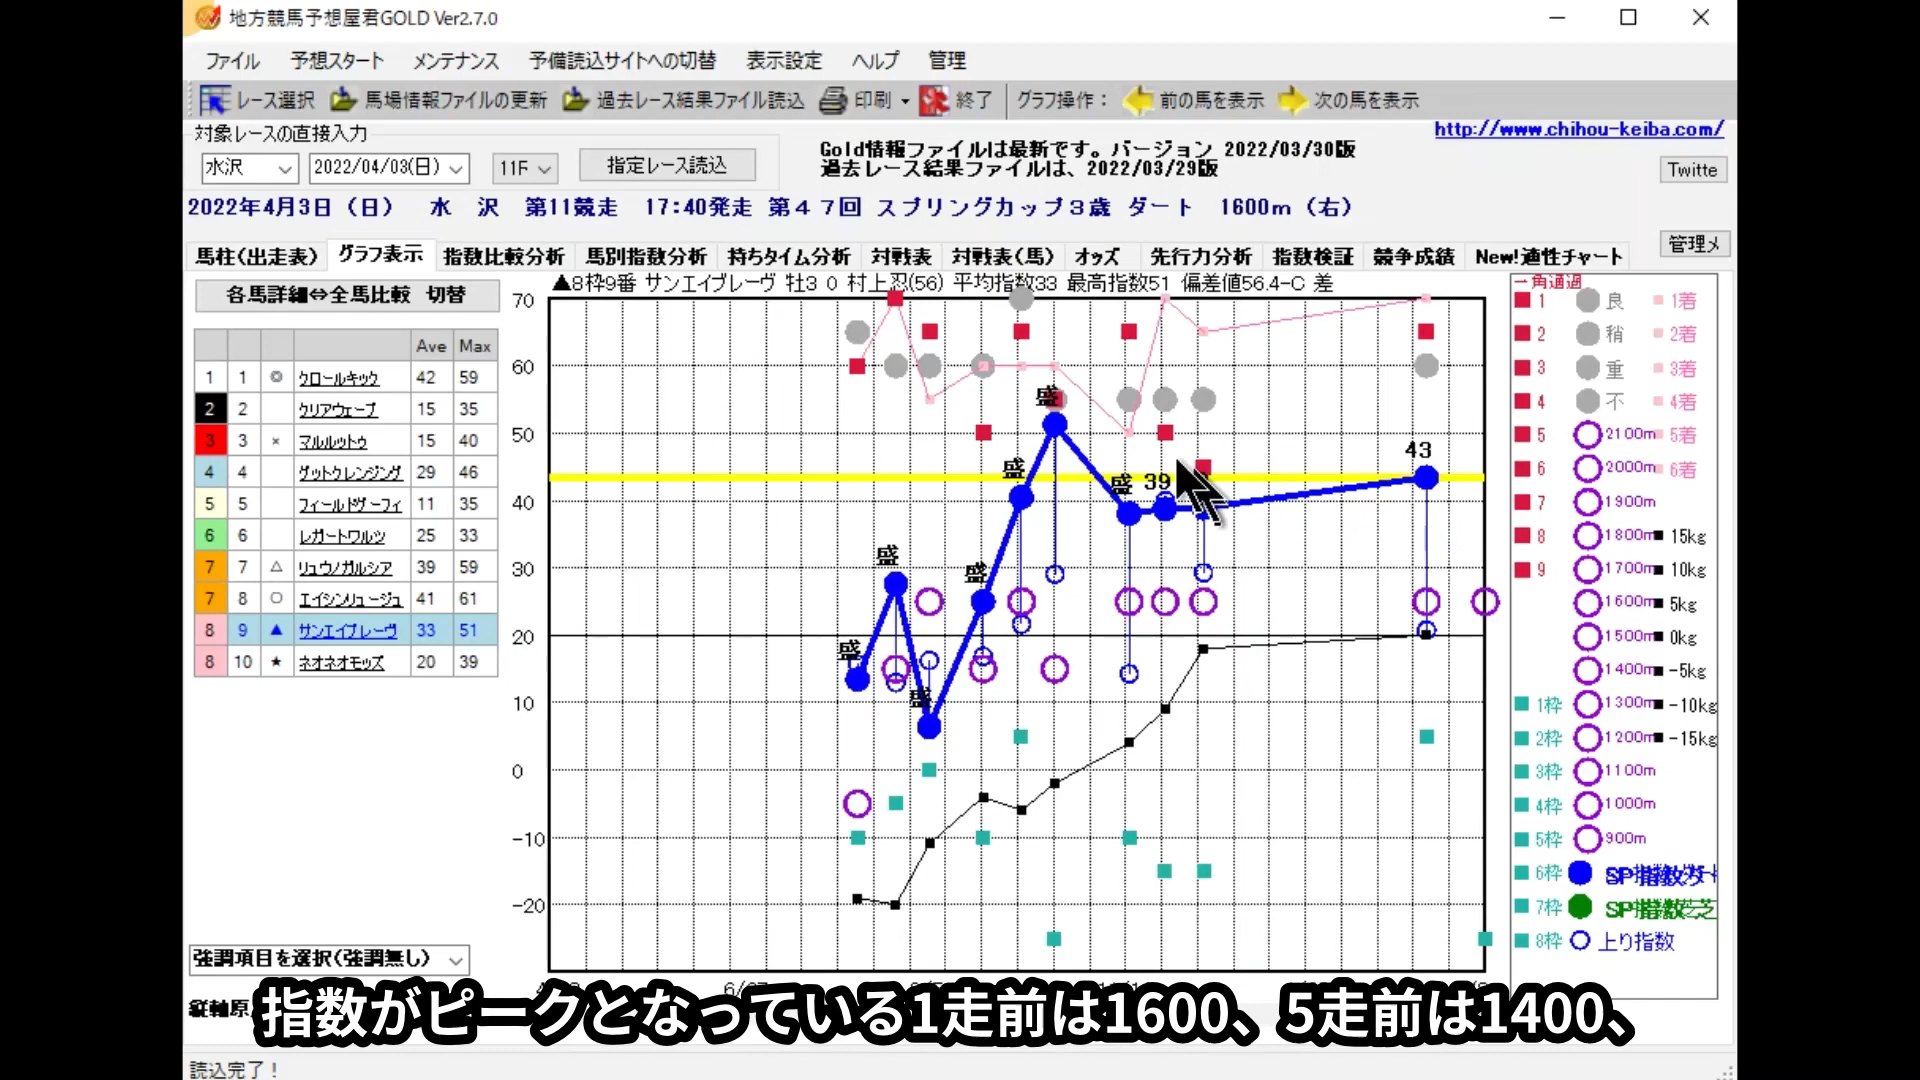 地方競馬予想屋君GOLD Ver2.7.0
ファイル 予想スタート メンテナンス 予備読込サイトへの切替 表示設定 ヘルプ 管理
レース選択 馬場情報ファイルの更新 過去レース結果ファイル読込 印刷 終了 グラフ操作： 前の馬を表示 次の馬を表示
対象レースの直接入力
http://www.chihou-keiba.com/
水沢 2022/04/03(日) 11F 指定レース読込
Gold情報ファイルは最新です。バージョン 2022/03/30版
過去レース結果ファイルは、2022/03/29版
Twitte
2022年4月3日（日） 水 沢 第11競走 17:40発走 第４７回 スプリングカップ３歳 ダート 1600m（右）
管理メ
馬柱(出走表) グラフ表示 指数比較分析 馬別指数分析 持ちタイム分析 対戦表 対戦表(馬) オッズ 先行力分析 指数検証 競争成績 New!適性チャート
各馬詳細⇔全馬比較 切替
▲8枠9番 サンエイブレーヴ 牡3 0 村上忍(56) 平均指数33 最高指数51 偏差値56.4-C 差
Ave Max
1 1 ◎ クロールキック 42 59
2 2 クリアウェーブ 15 35
3 3 × マルルットゥ 15 40
4 4 ゲットクレンジング 29 46
5 5 フィールドヴーフィ 11 35
6 6 レガートワルツ 25 33
7 7 △ リュウノガルシア 39 59
7 8 ○ エイシンリュージュ 41 61
8 9 ▲ サンエイブレーヴ 33 51
8 10 ★ ネオネオモッズ 20 39
70
60
50
40
30
20
10
0
-10
-20
盛
盛
盛
盛
盛
盛
盛 39
43
一角通過
1 良 1着
2 稍 2着
3 重 3着
4 不 4着
5 2100m 5着
6 2000m 6着
7 1900m
8 1800m 15kg
9 1700m 10kg
1600m 5kg
1500m 0kg
1400m -5kg
1枠 1300m -10kg
2枠 1200m -15kg
3枠 1100m
4枠 1000m
5枠 900m
6枠 SP指数
7枠 SP指数
8枠 上り指数
強調項目を選択(強調無し)
縦軸原
指数がピークとなっている1走前は1600、5走前は1400、
読込完了！